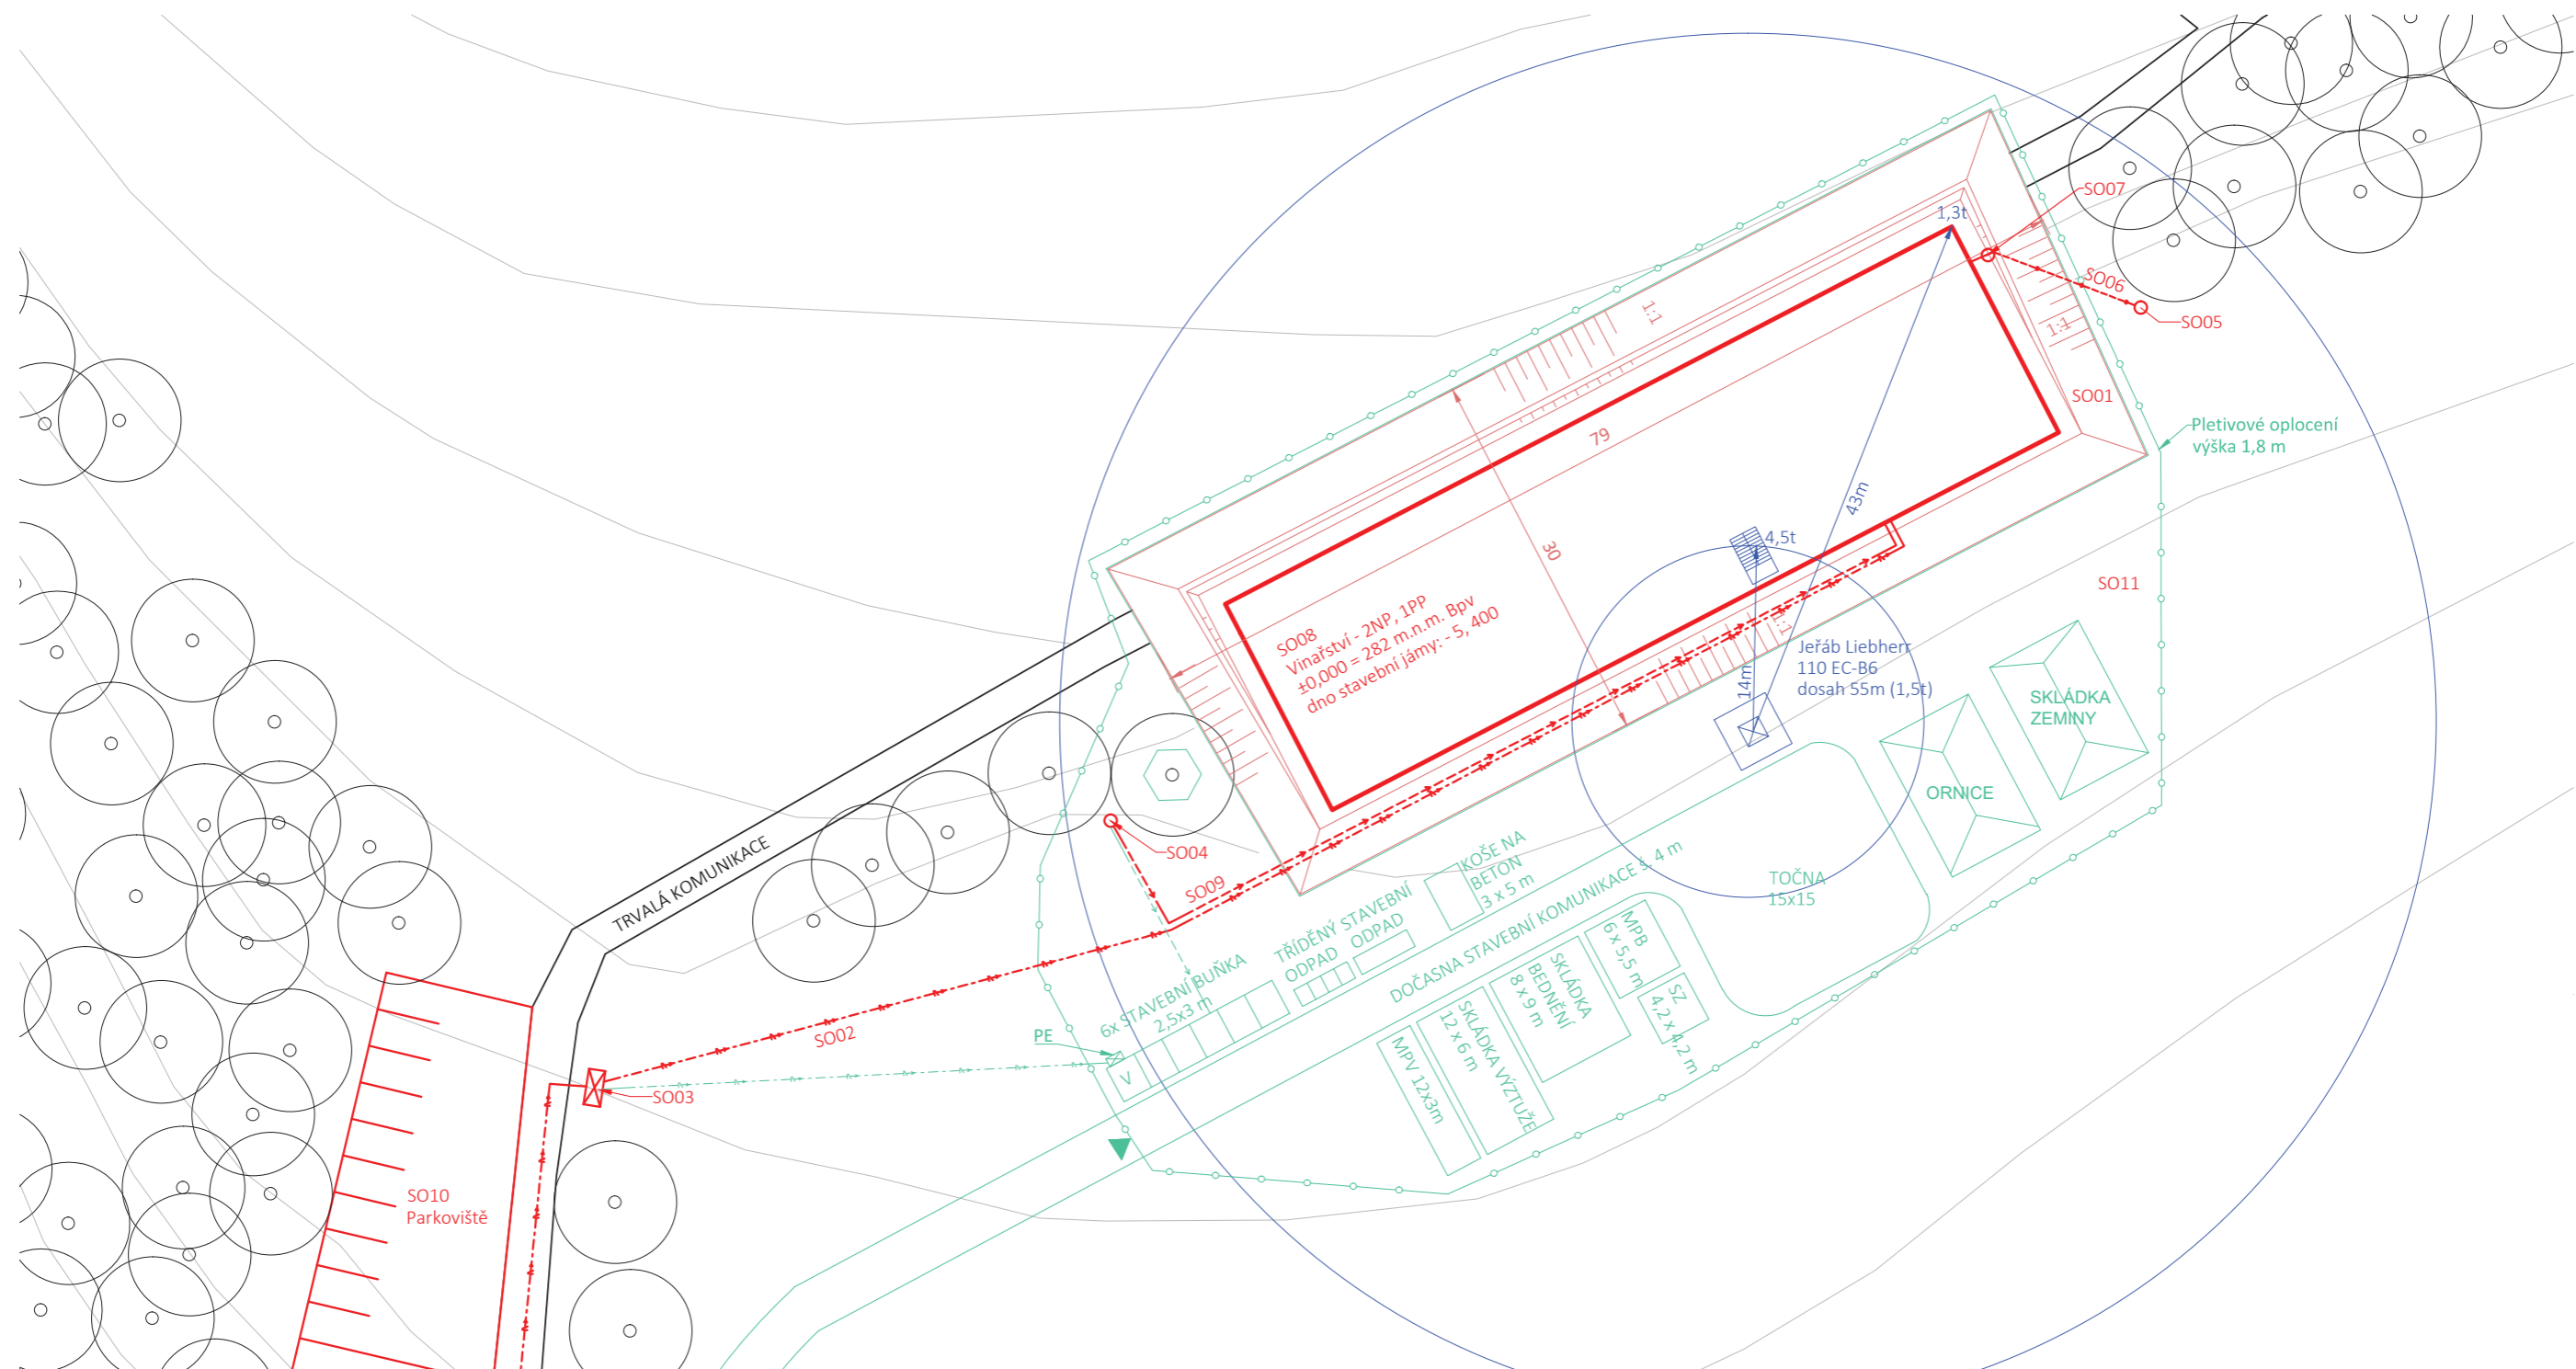 SO07
1,3t
SO06
SO05
1:1
1:1
SO01
Pletivové oplocení
výška 1,8 m
79
43m
30
4,5t
SO11
SO08
Vinařství - 2NP, 1PP
±0,000 = 282 m.n.m. Bpv
dno stavební jámy: - 5, 400
1:1
14m
Jeřáb Liebherr
110 EC-B6
dosah 55m (1,5t)
SKLÁDKA
ZEMINY
ORNICE
TRVALÁ KOMUNIKACE
SO04
SO09
KOŠE NA
BETON
3 x 5 m
TOČNA
15x15
TŘÍDĚNÝ STAVEBNÍ
ODPAD ODPAD
DOČASNA STAVEBNÍ KOMUNIKACE š. 4 m
MPB
6 x 5,5 m
SKLÁDKA
BEDNĚNÍ
8 x 9 m
SZ
4,2 x 4,2 m
6x STAVEBNÍ BUŇKA
2,5x3 m
SKLÁDKA VÝZTUŽE
12 x 6 m
MPV 12x3m
PE
V
SO02
SO03
SO10
Parkoviště